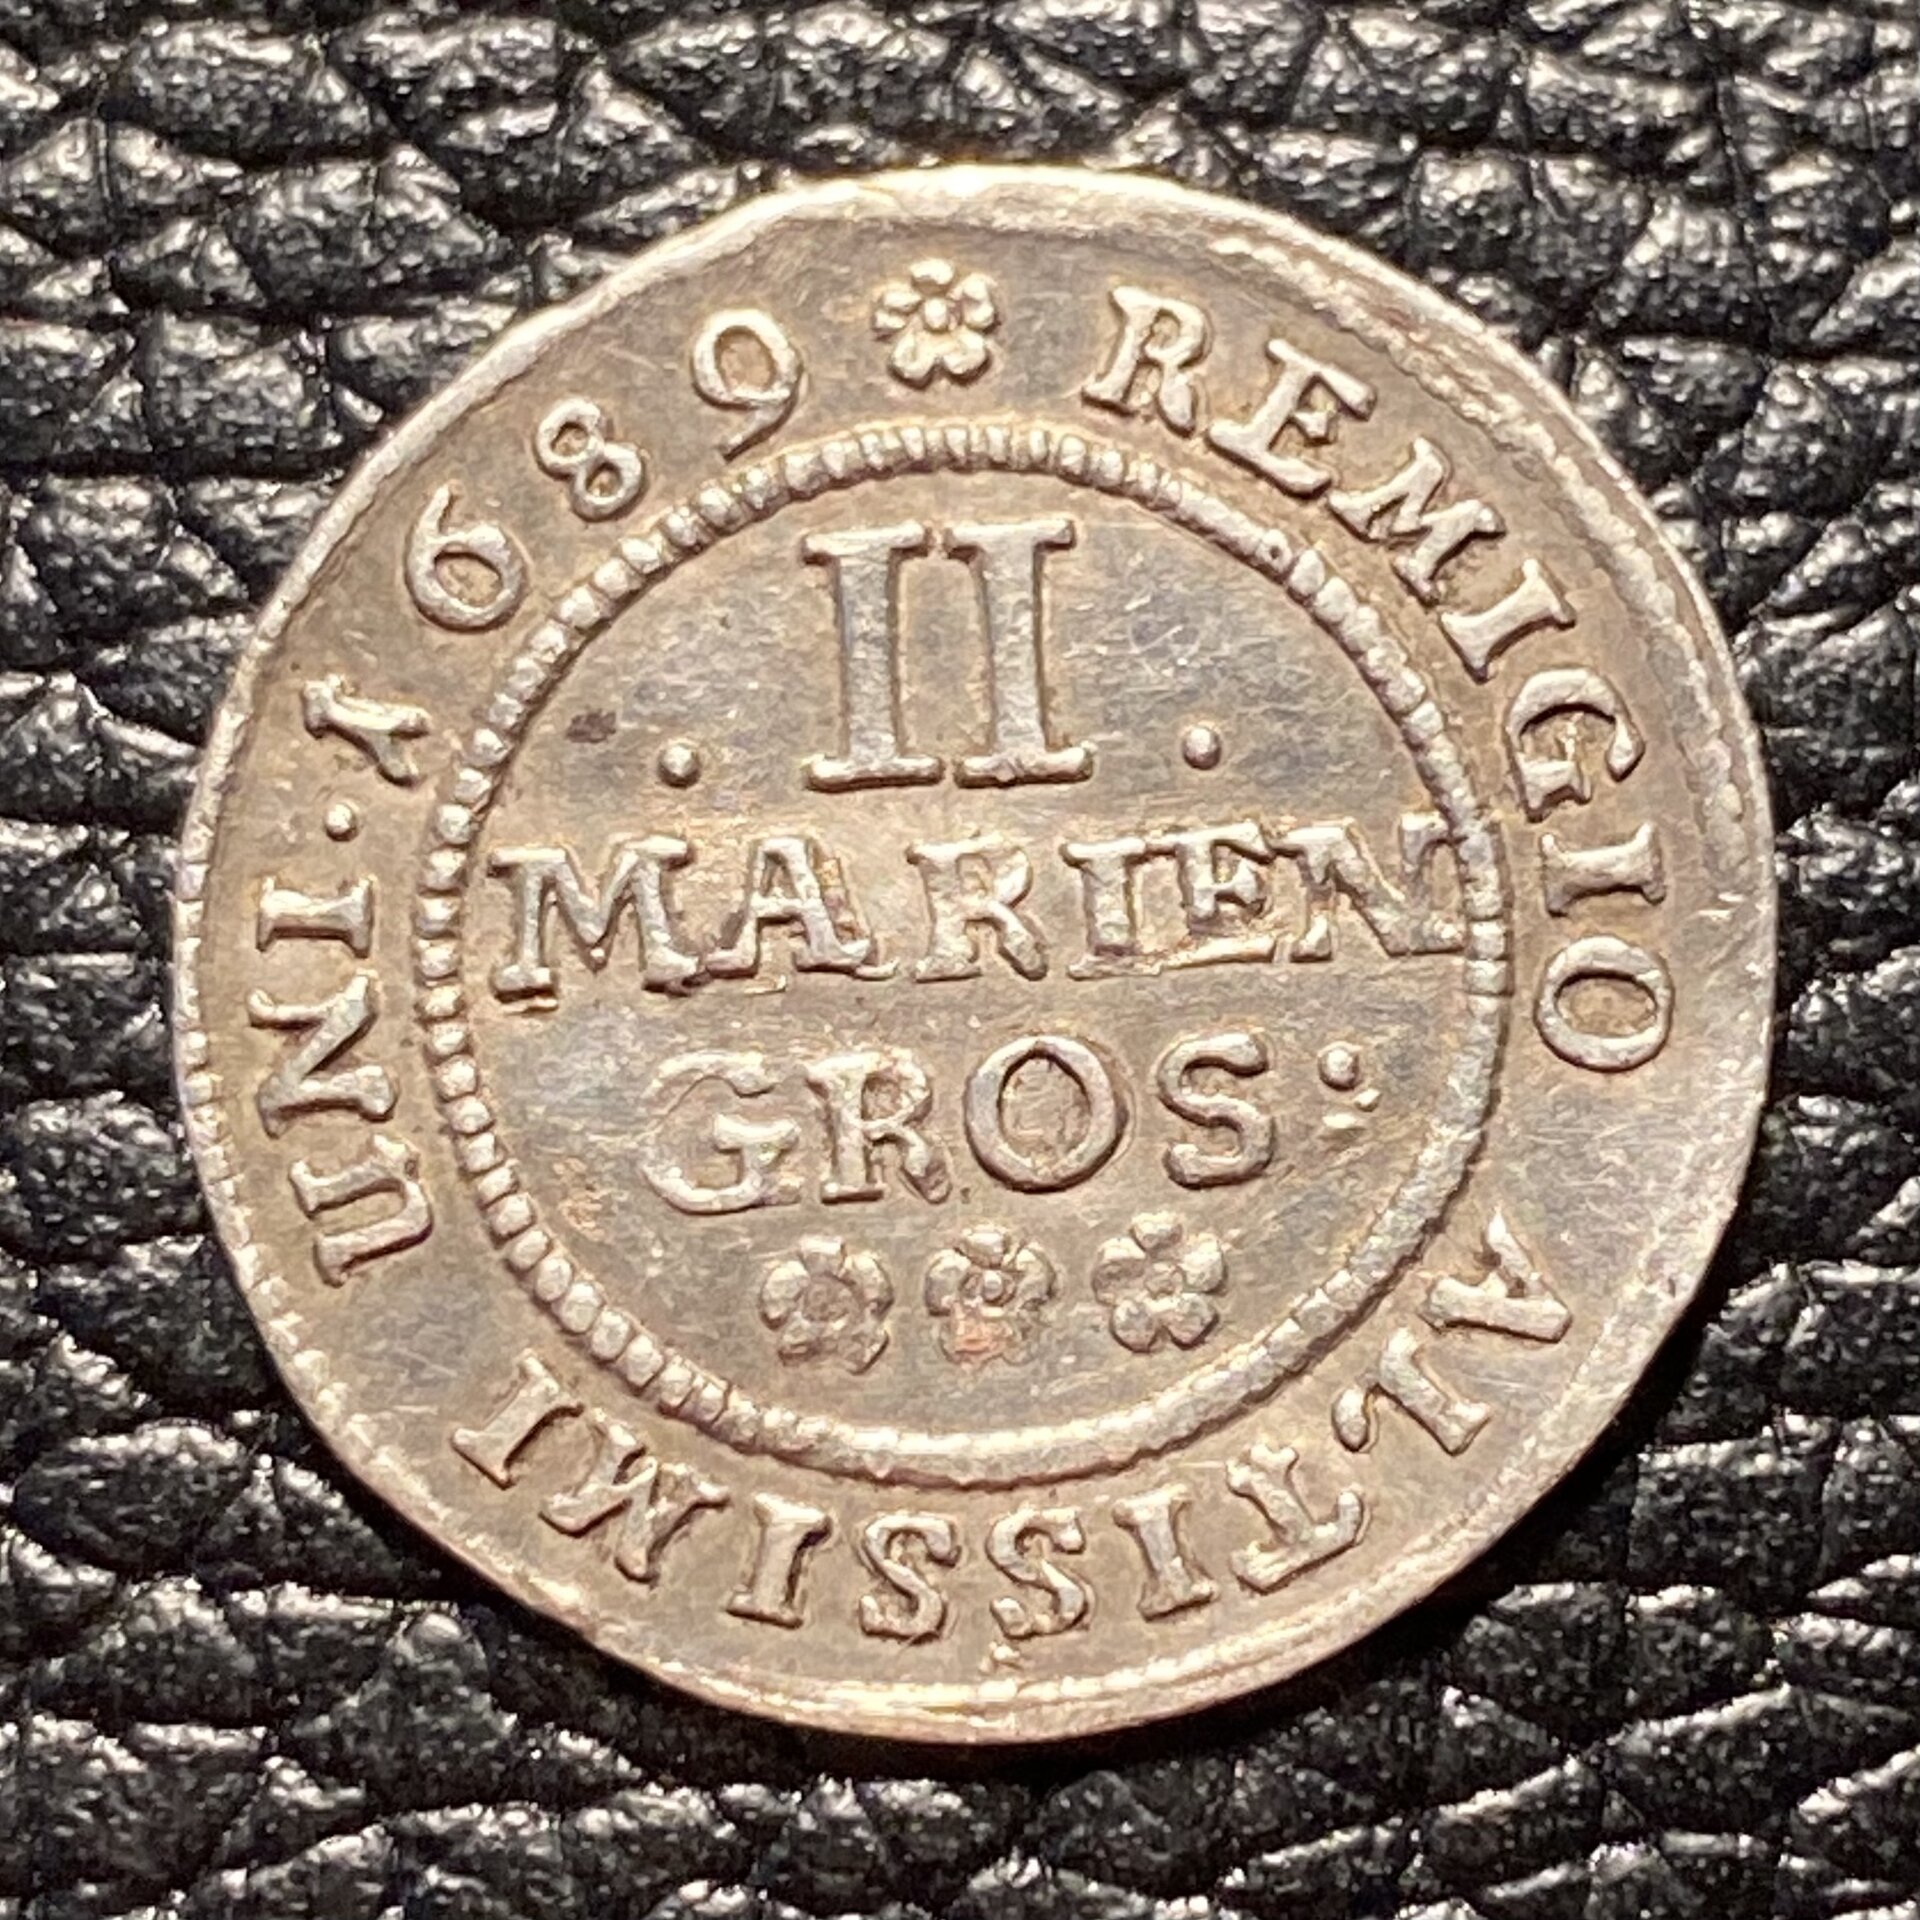 REMIGIO ALTISSIMI UNI. 1689
. II .
MARIEN
GROS: